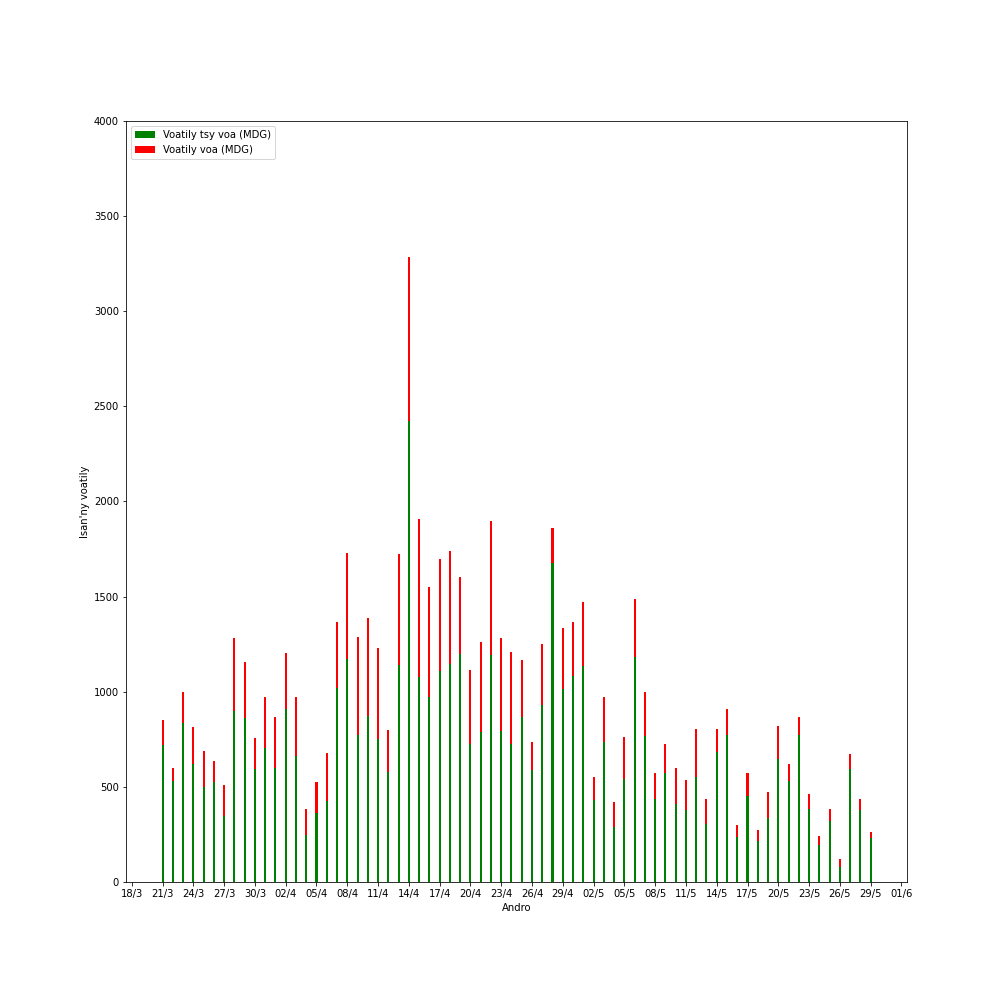 Voatily tsy voa (MDG)
Voatily voa (MDG)
4000
3500
3000
2500
2000
1500
1000
500
0
Isan'ny voatily
18/3 21/3 24/3 27/3 30/3 02/4 05/4 08/4 11/4 14/4 17/4 20/4 23/4 26/4 29/4 02/5 05/5 08/5 11/5 14/5 17/5 20/5 23/5 26/5 29/5 01/6
Andro